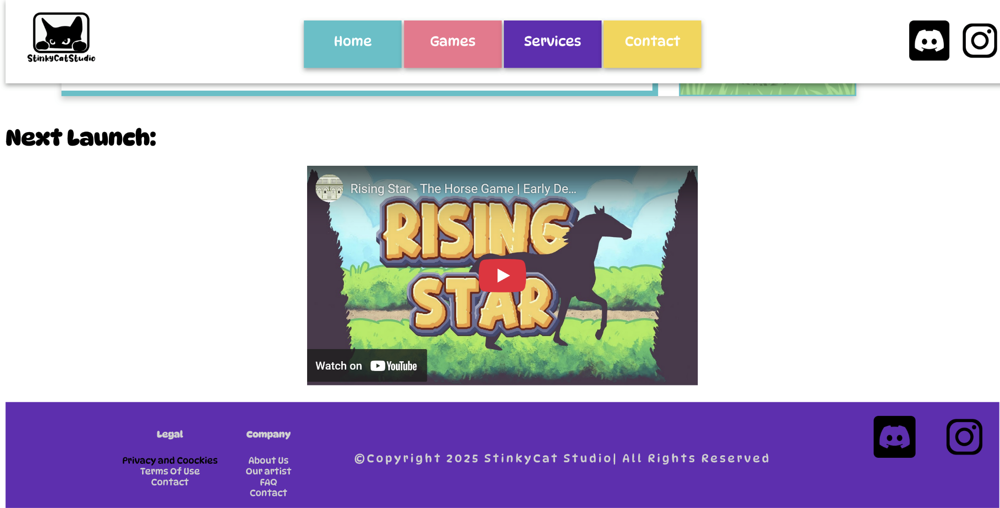 StinkyCatStudio
Home
Games
Services
Contact
Next Launch:
Rising Star - The Horse Game | Early De...
RISING
STAR
Watch on YouTube
Legal
Privacy and Coockies
Terms Of Use
Contact
Company
About Us
Our artist
FAQ
Contact
©Copyright 2025 StinkyCat Studio| All Rights Reserved